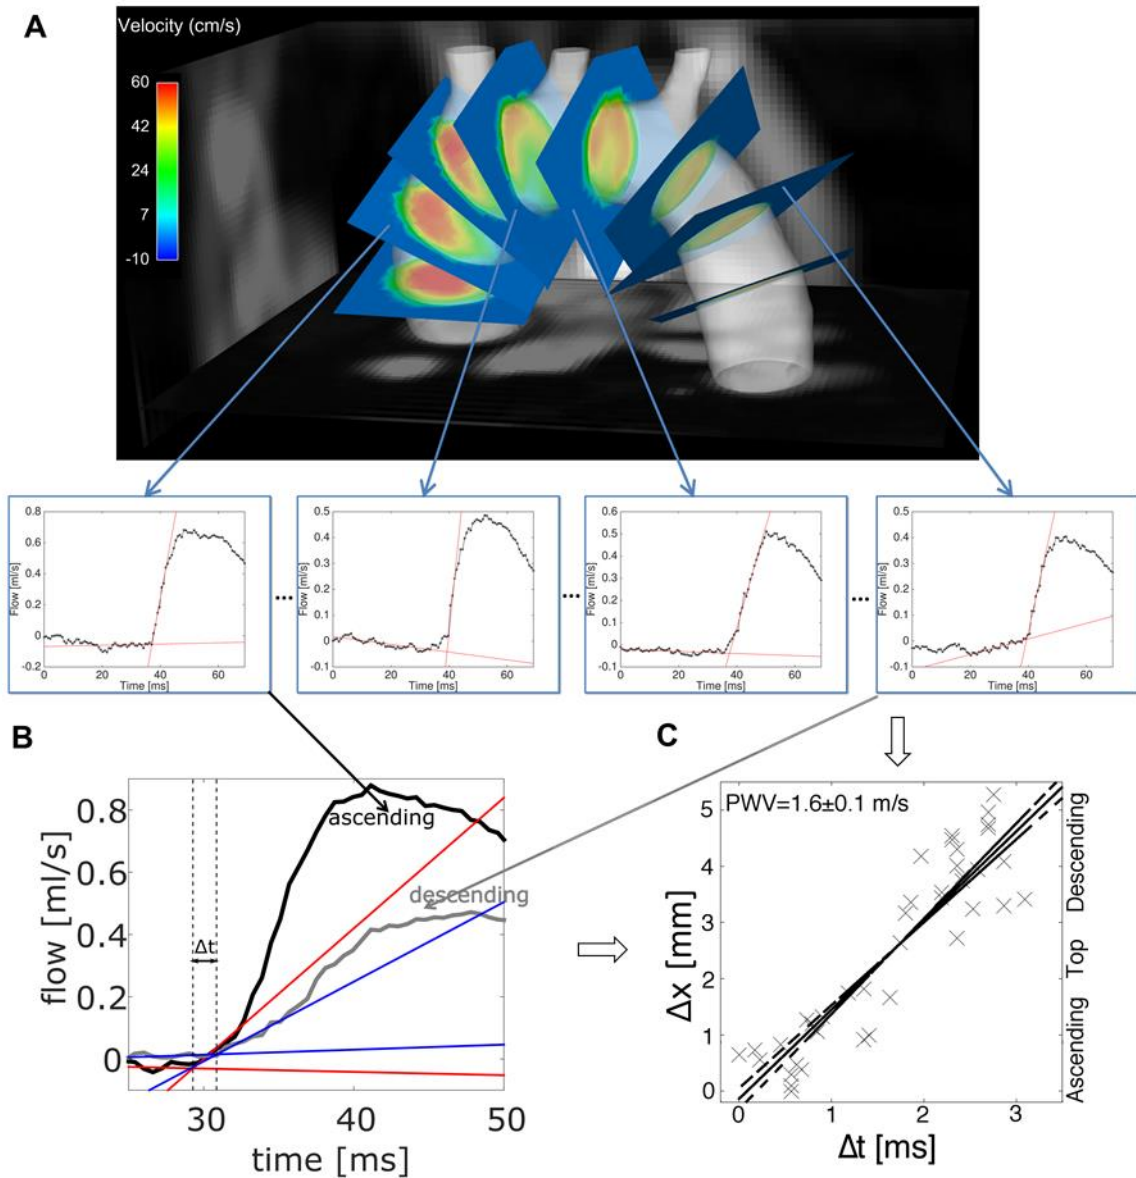 A
Velocity (cm/s)
60
42
24
7
-10
0.8
0.6
0.4
0.2
0
-0.2
Flow [ml/s]
0 20 40 60
Time [ms]
...
0.5
0.4
0.3
0.2
0.1
0
-0.1
Flow [ml/s]
0 20 40 60
Time [ms]
...
0.6
0.5
0.4
0.3
0.2
0.1
0
-0.1
Flow [ml/s]
0 20 40 60
Time [ms]
...
0.5
0.4
0.3
0.2
0.1
0
-0.1
Flow [ml/s]
0 20 40 60
Time [ms]
B
0.8
0.6
0.4
0.2
0
flow [ml/s]
ascending
descending
Δt
30 40 50
time [ms]
C
PWV=1.6±0.1 m/s
5
4
3
2
1
0
Δx [mm]
Descending
Top
Ascending
0 1 2 3
Δt [ms]